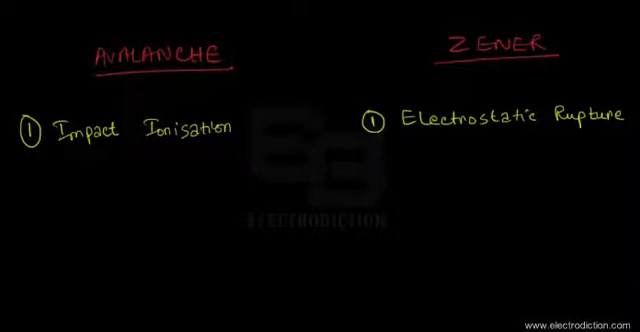 AVALANCHE
ZENER
① Impact Ionisation
① Electrostatic Rupture
ELECTRODICTION
www.electrodiction.com